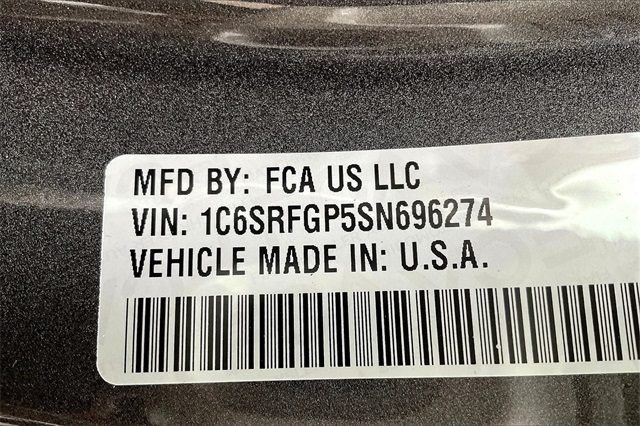 MFD BY: FCA US LLC
VIN: 1C6SRFGP5SN696274
VEHICLE MADE IN: U.S.A.